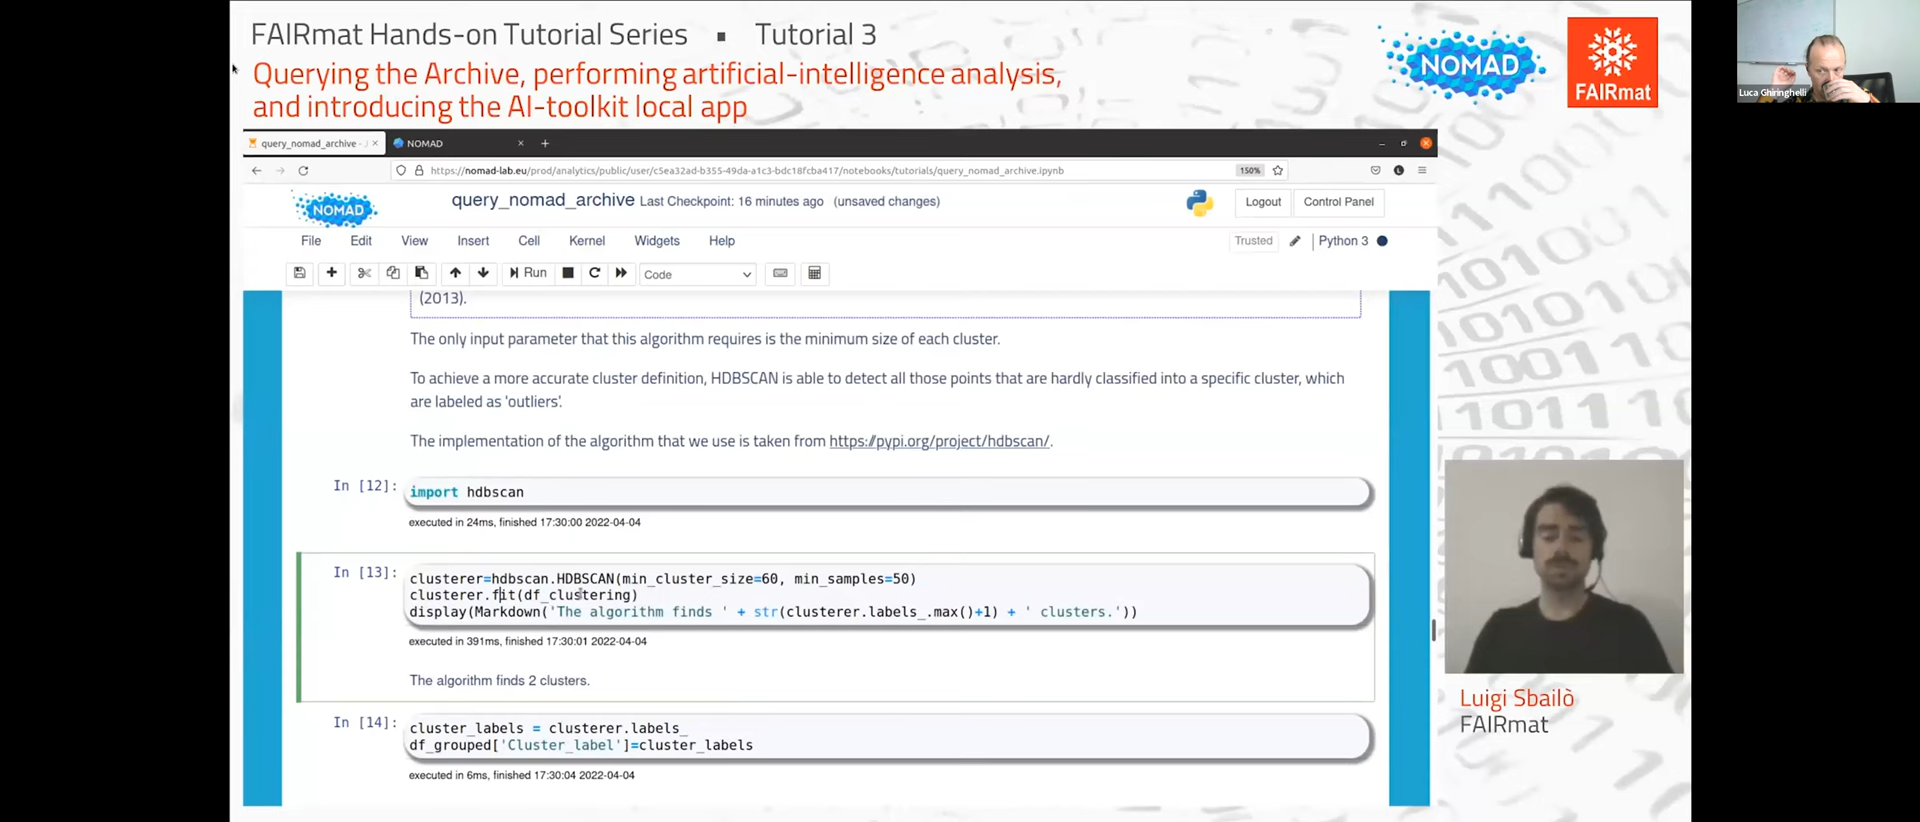 FAIRmat Hands-on Tutorial Series ▪ Tutorial 3
Querying the Archive, performing artificial-intelligence analysis,
and introducing the AI-toolkit local app
NOMAD
FAIRmat
Luca Ghiringhelli
query_nomad_archive -
NOMAD
https://nomad-lab.eu/prod/analytics/public/user/c5ea32ad-b355-49da-a1c3-bdc18fcba417/notebooks/tutorials/query_nomad_archive.ipynb
150%
NOMAD
query_nomad_archive Last Checkpoint: 16 minutes ago (unsaved changes)
Logout
Control Panel
File Edit View Insert Cell Kernel Widgets Help
Trusted
Python 3
Run
Code
(2013).
The only input parameter that this algorithm requires is the minimum size of each cluster.
To achieve a more accurate cluster definition, HDBSCAN is able to detect all those points that are hardly classified into a specific cluster, which
are labeled as 'outliers'.
The implementation of the algorithm that we use is taken from https://pypi.org/project/hdbscan/.
In [12]:
import hdbscan
executed in 24ms, finished 17:30:00 2022-04-04
In [13]:
clusterer=hdbscan.HDBSCAN(min_cluster_size=60, min_samples=50)
clusterer.fit(df_clustering)
display(Markdown('The algorithm finds ' + str(clusterer.labels_.max()+1) + ' clusters.'))
executed in 391ms, finished 17:30:01 2022-04-04
The algorithm finds 2 clusters.
In [14]:
cluster_labels = clusterer.labels_
df_grouped['Cluster_label']=cluster_labels
executed in 6ms, finished 17:30:04 2022-04-04
Luigi Sbailò
FAIRmat